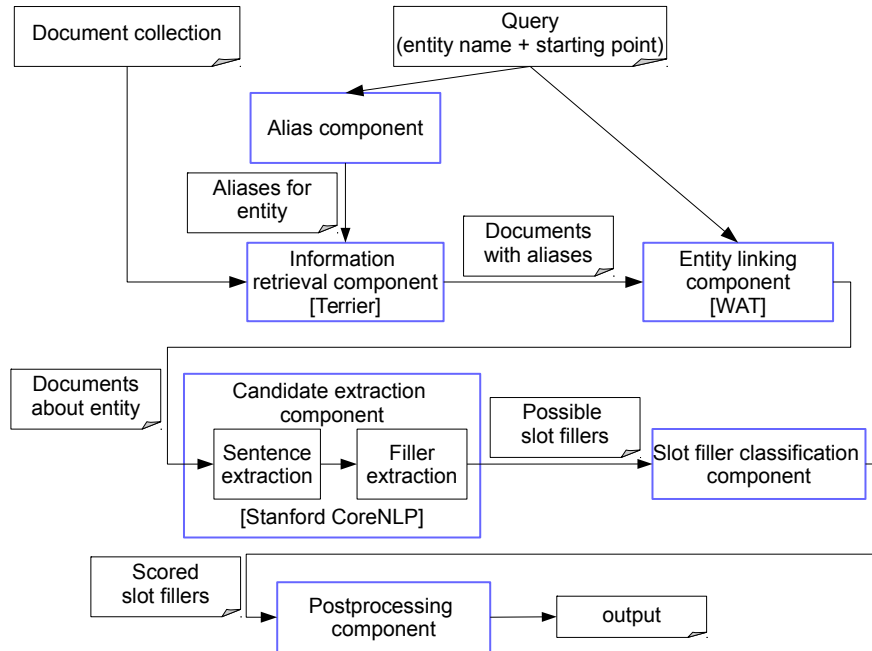 Document collection
Query
(entity name + starting point)
Alias component
Aliases for
entity
Information
retrieval component
[Terrier]
Documents
with aliases
Entity linking
component
[WAT]
Documents
about entity
Candidate extraction
component
Sentence
extraction
Filler
extraction
[Stanford CoreNLP]
Possible
slot fillers
Slot filler classification
component
Scored
slot fillers
Postprocessing
component
output